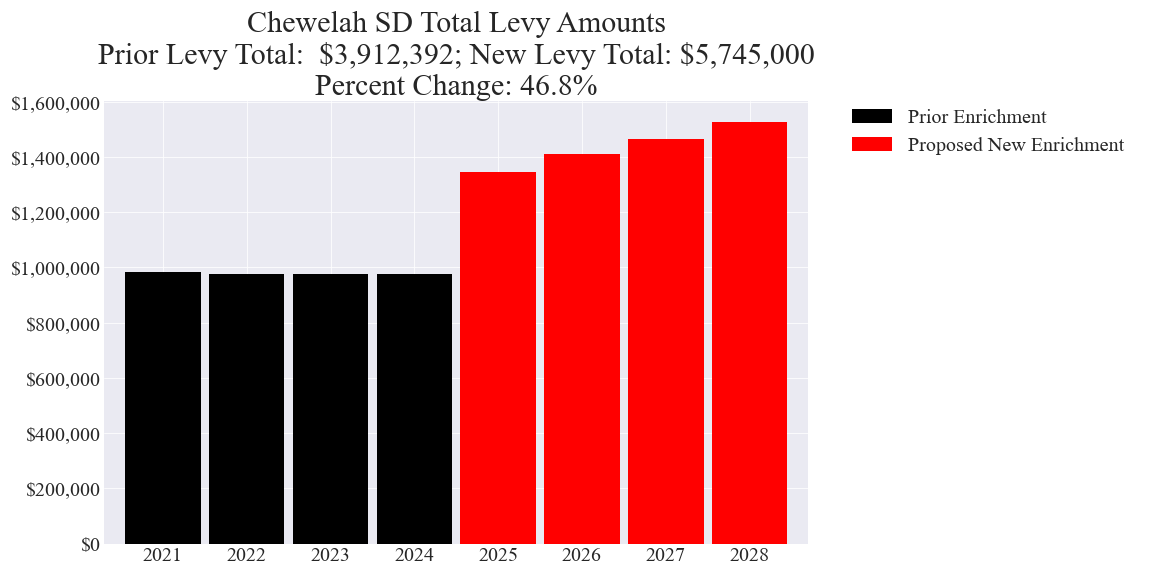 Chewelah SD Total Levy Amounts
Prior Levy Total:  $3,912,392; New Levy Total: $5,745,000
Percent Change: 46.8%
$1,600,000
$1,400,000
$1,200,000
$1,000,000
$800,000
$600,000
$400,000
$200,000
$0
2021 2022 2023 2024 2025 2026 2027 2028
Prior Enrichment
Proposed New Enrichment